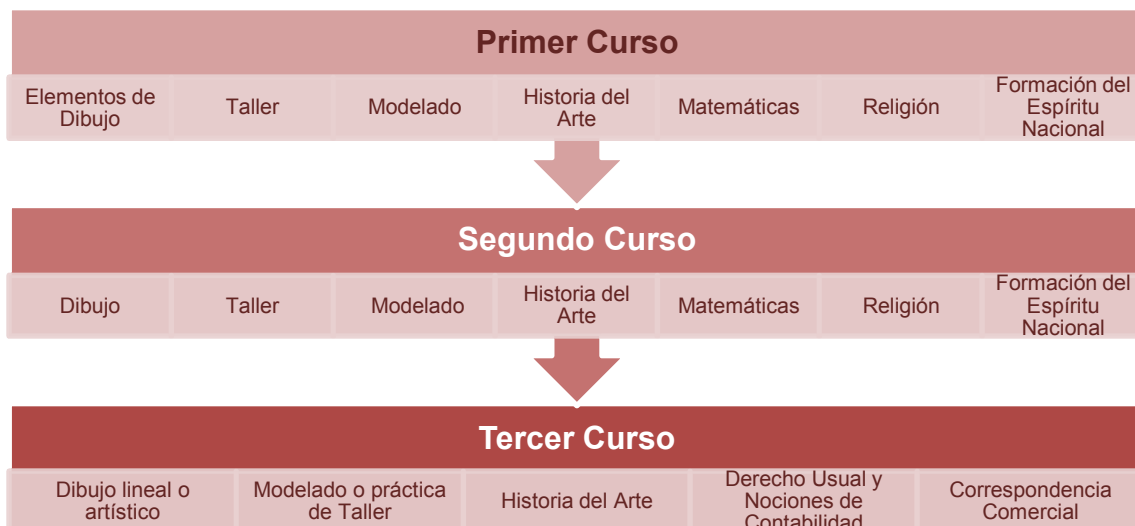 Primer Curso
Elementos de
Dibujo
Taller
Modelado
Historia del
Arte
Matemáticas
Religión
Formación del
Espíritu
Nacional
Segundo Curso
Dibujo
Taller
Modelado
Historia del
Arte
Matemáticas
Religión
Formación del
Espíritu
Nacional
Tercer Curso
Dibujo lineal o
artístico
Modelado o práctica
de Taller
Historia del Arte
Derecho Usual y
Nociones de
Contabilidad
Correspondencia
Comercial